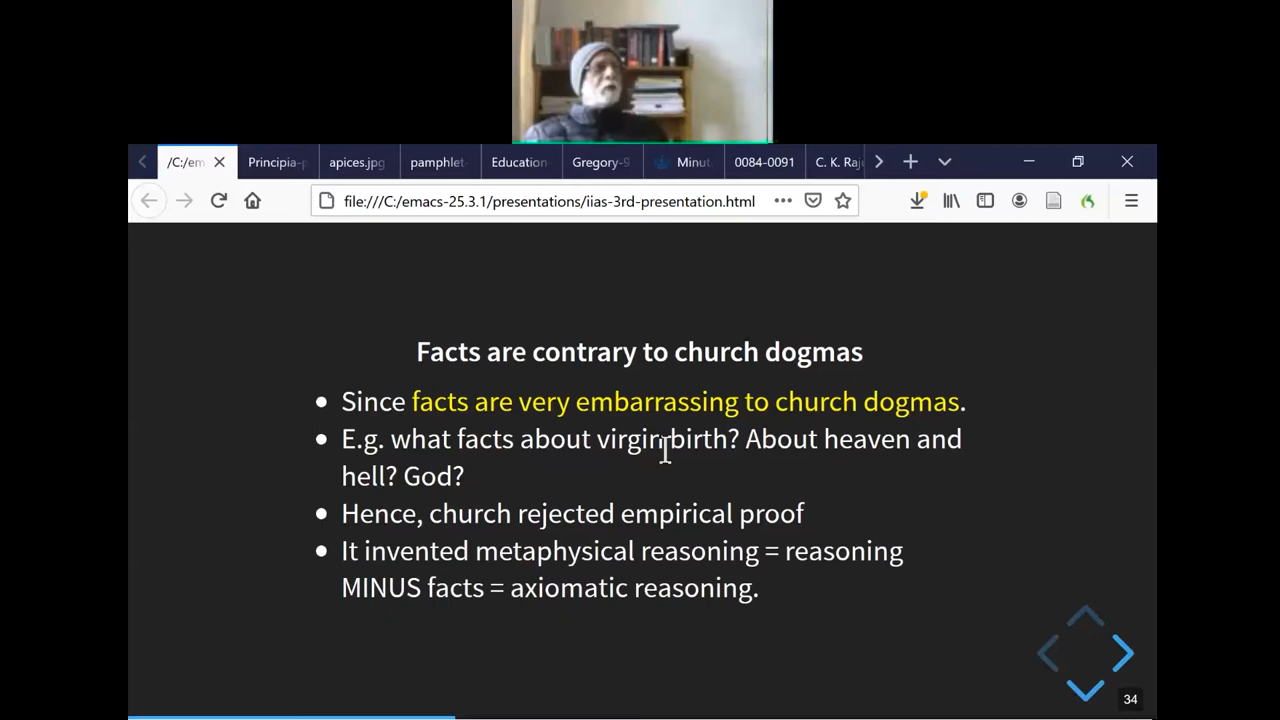 /C:/em
Principia-p
apices.jpg
pamphlet-
Education
Gregory-9
Minut
0084-0091
C. K. Raju
file:///C:/emacs-25.3.1/presentations/iias-3rd-presentation.html
Facts are contrary to church dogmas
Since facts are very embarrassing to church dogmas.
E.g. what facts about virgin birth? About heaven and
hell? God?
Hence, church rejected empirical proof
It invented metaphysical reasoning = reasoning
MINUS facts = axiomatic reasoning.
34